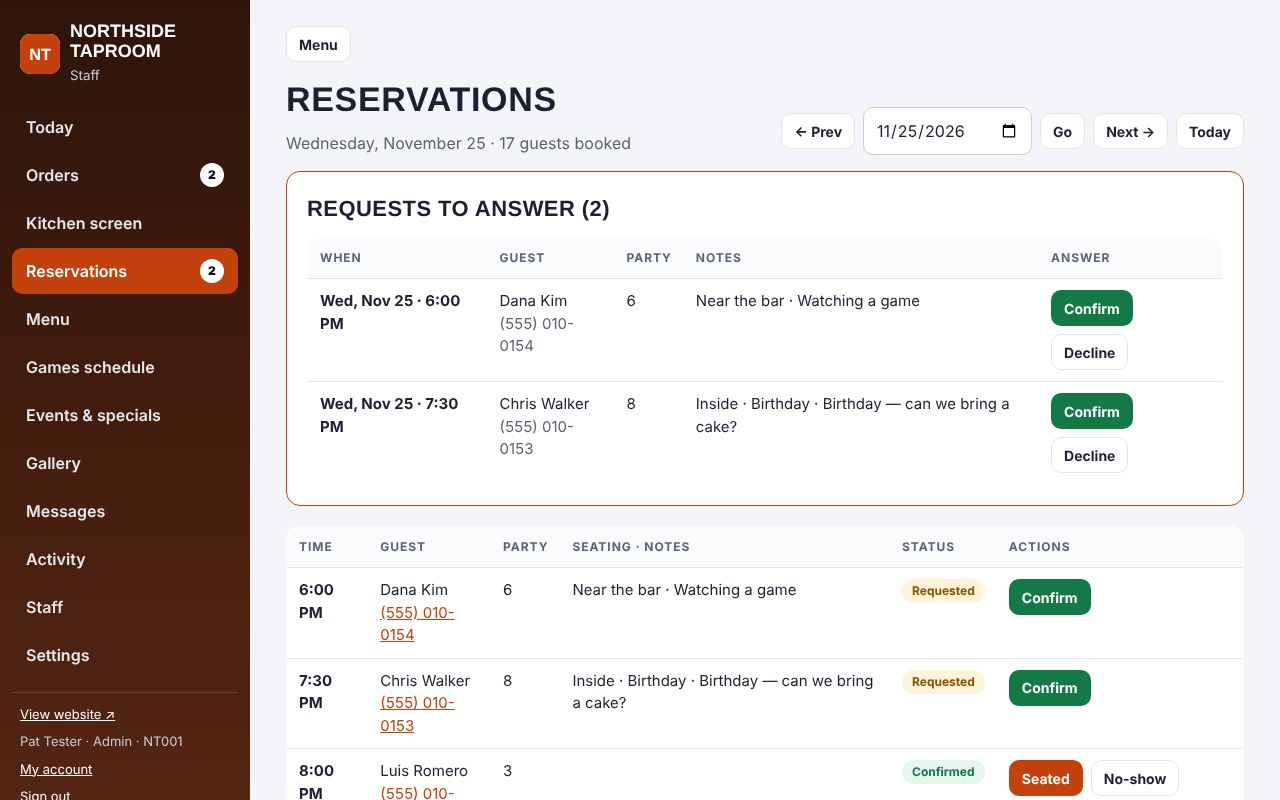 NT
NORTHSIDE
TAPROOM
Staff
Today
Orders 2
Kitchen screen
Reservations 2
Menu
Games schedule
Events & specials
Gallery
Messages
Activity
Staff
Settings
View website ↗
Pat Tester · Admin · NT001
My account
Sign out
Menu
RESERVATIONS
Wednesday, November 25 · 17 guests booked
← Prev 11/25/2026 Go Next → Today
REQUESTS TO ANSWER (2)
WHEN GUEST PARTY NOTES ANSWER
Wed, Nov 25 · 6:00 Dana Kim 6 Near the bar · Watching a game Confirm
PM (555) 010-
0154 Decline
Wed, Nov 25 · 7:30 Chris Walker 8 Inside · Birthday · Birthday — can we bring a Confirm
PM (555) 010- cake?
0153 Decline
TIME GUEST PARTY SEATING · NOTES STATUS ACTIONS
6:00 Dana Kim 6 Near the bar · Watching a game Requested Confirm
PM (555) 010-
0154
7:30 Chris Walker 8 Inside · Birthday · Birthday — can we bring Requested Confirm
PM (555) 010- a cake?
0153
8:00 Luis Romero 3 Confirmed Seated No-show
PM (555) 010-